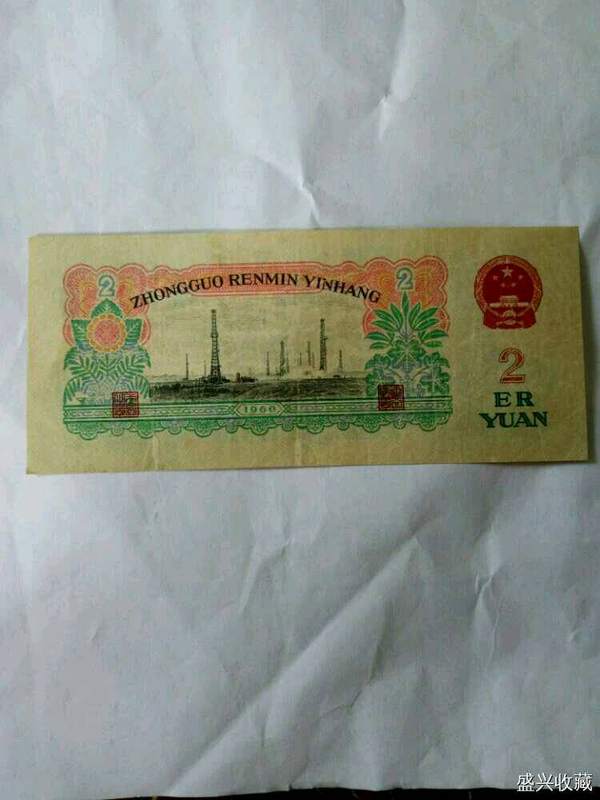 2
2
ZHONGGUO RENMIN YINHANG
1960
2
ER
YUAN
盛兴收藏